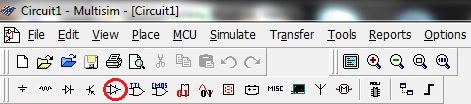 Circuit1 - Multisim - [Circuit1]
File Edit View Place MCU Simulate Transfer Tools Reports Options
MISC